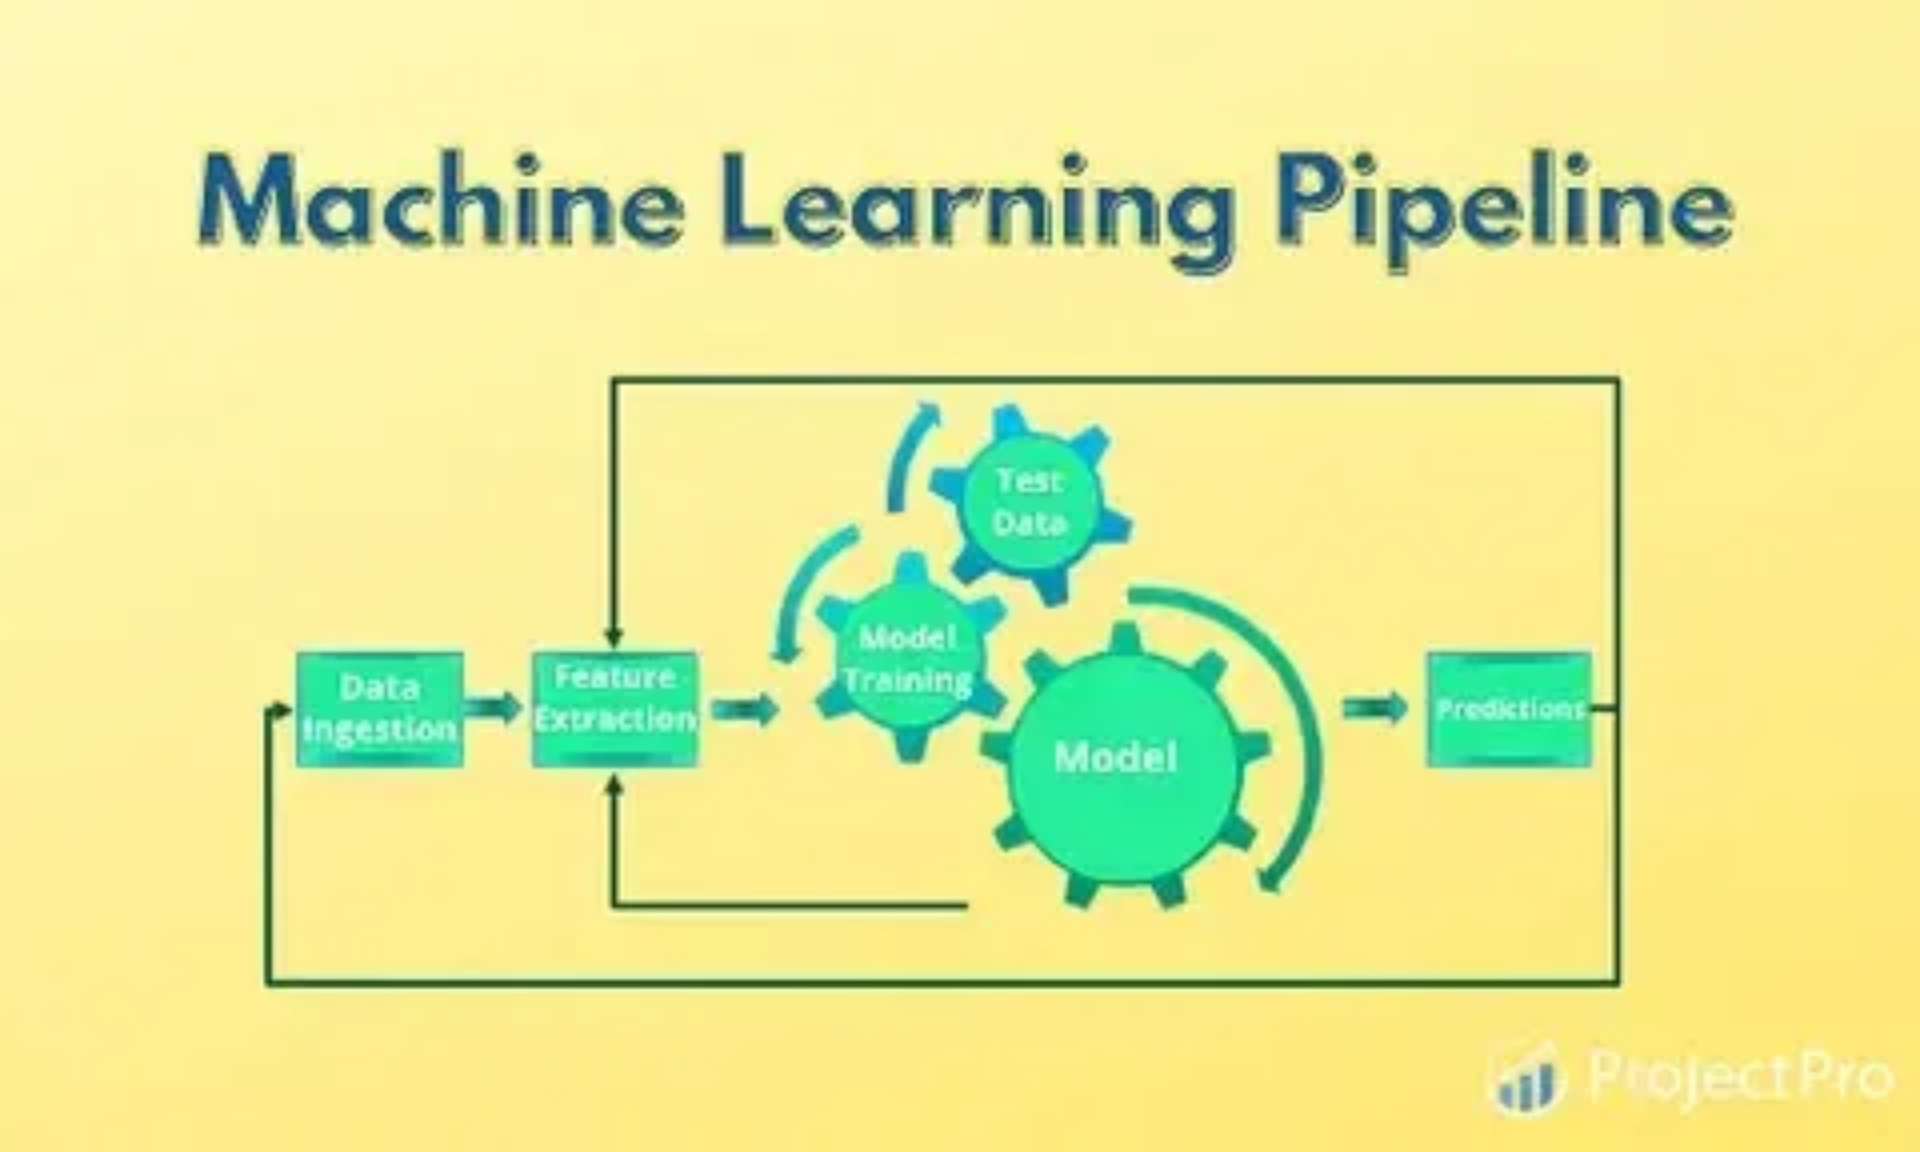 Machine Learning Pipeline
Test
Data
Model
Training
Data
Ingestion
Feature
Extraction
Model
Predictions
ProjectPro